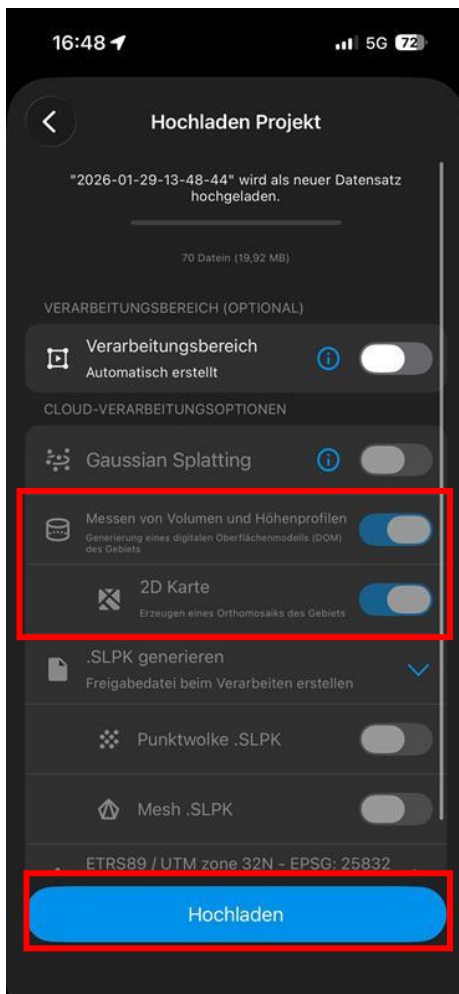 16:48
5G 72
Hochladen Projekt
"2026-01-29-13-48-44" wird als neuer Datensatz
hochgeladen.
70 Datein (19,92 MB)
VERARBEITUNGSBEREICH (OPTIONAL)
Verarbeitungsbereich
Automatisch erstellt
CLOUD-VERARBEITUNGSOPTIONEN
Gaussian Splatting
Messen von Volumen und Höhenprofilen
Generierung eines digitalen Oberflächenmodells (DOM)
des Gebiets
2D Karte
Erzeugen eines Orthomosaiks des Gebiets
.SLPK generieren
Freigabedatei beim Verarbeiten erstellen
Punktwolke .SLPK
Mesh .SLPK
ETRS89 / UTM zone 32N - EPSG: 25832
Hochladen